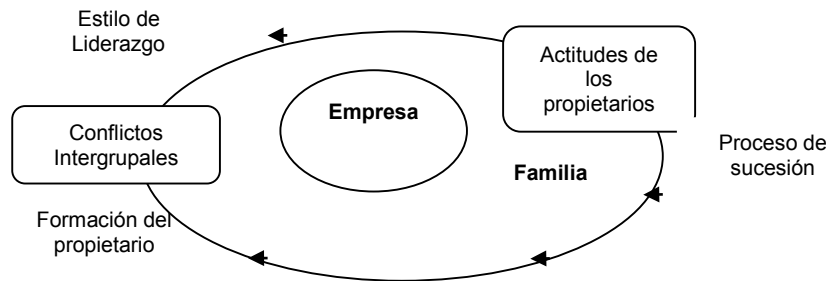 Estilo de
Liderazgo
Actitudes de
los
propietarios
Empresa
Conflictos
Intergrupales
Proceso de
sucesión
Familia
Formación del
propietario